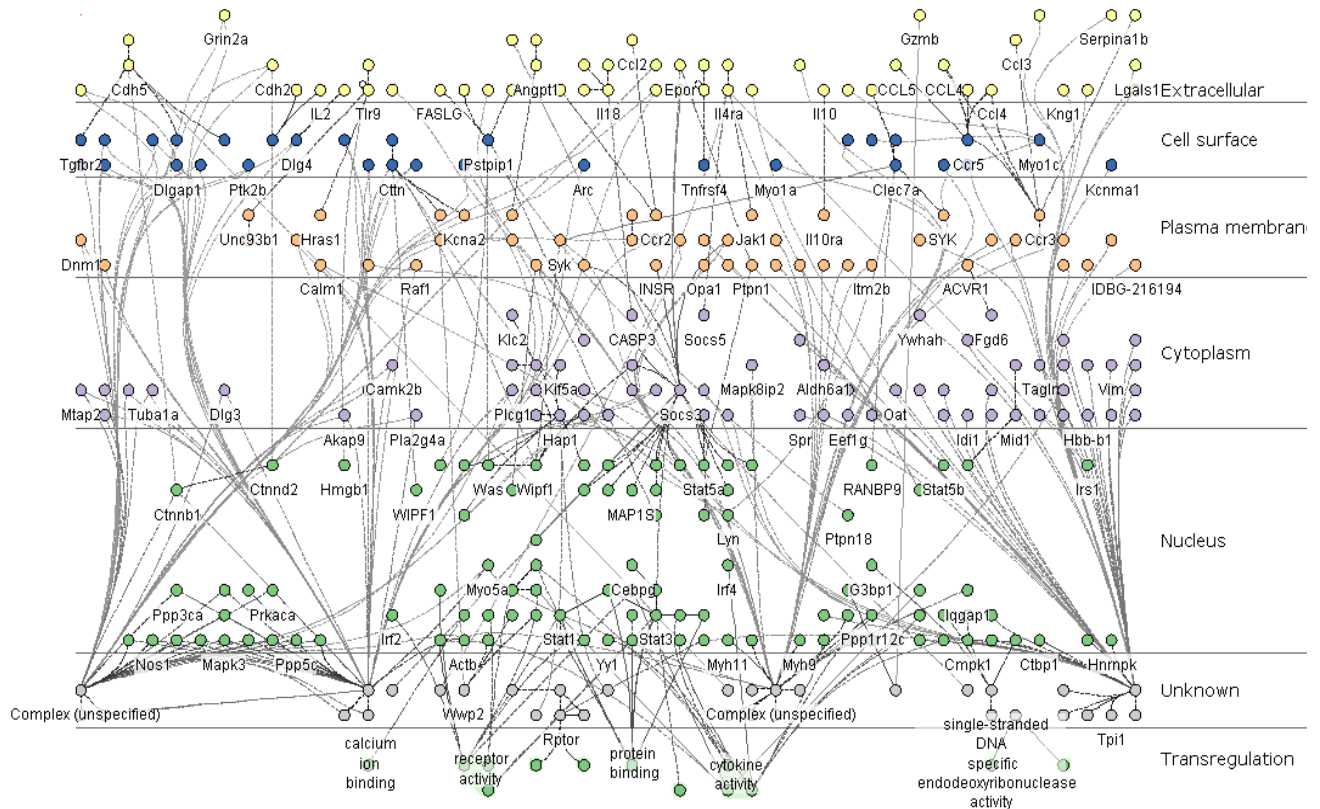 Grin2a Gzmb Serpina1b
Ccl2 Ccl3
Cdh5 Cdh2 Angpt1 Epor CCL5 CCL4 Lgals1 Extracellular
IL2 Tlr9 FASLG Il18 Il4ra Il10 Ccl4 Kng1
Cell surface
Tgfbr2 Dlg4 Pstpip1 Ccr5 Myo1c
Dlgap1 Ptk2b Cttn Arc Tnfrsf4 Myo1a Clec7a Kcnma1
Plasma membrane
Unc93b1 Hras1 Kcna2 Ccr2 Jak1 Il10ra SYK Ccr3
Dnm1 Syk
Calm1 Raf1 INSR Opa1 Ptpn1 Itm2b ACVR1 IDBG-216194
Klc2 CASP3 Socs5 Ywhah Fgd6
Cytoplasm
Camk2b Kif5a Mapk8ip2 Aldh6a1 Tagln Vim
Mtap2 Tuba1a Dlg3 Plcg1 Socs3 Oat
Akap9 Pla2g4a Hap1 Spr Eef1g Idi1 Mid1 Hbb-b1
Ctnnd2 Hmgb1 Was Wipf1 Stat5a RANBP9 Stat5b Irs1
Ctnnb1 WIPF1 MAP1S
Lyn Ptpn18 Nucleus
Myo5a Cebpg Irf4 G3bp1
Ppp3ca Prkaca Iqgap1
Irf2 Stat1 Stat3 Ppp1r12c
Nos1 Mapk3 Ppp5c Actb Yy1 Myh11 Myh9 Cmpk1 Ctbp1 Hnrnpk
Unknown
Complex (unspecified) Wwp2 Complex (unspecified)
single-stranded
calcium Rptor DNA Tpi1
ion receptor protein cytokine specific Transregulation
binding activity binding activity endodeoxyribonuclease
activity